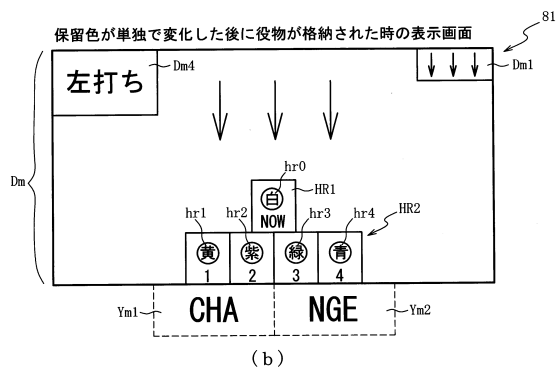 保留色が単独で変化した後に役物が格納された時の表示画面
81
左打ち
Dm4
Dm1
Dm
hr0
白
NOW
HR1
hr1
hr2
hr3
hr4
HR2
黄
紫
緑
青
1
2
3
4
Ym1
CHA
NGE
Ym2
(b)